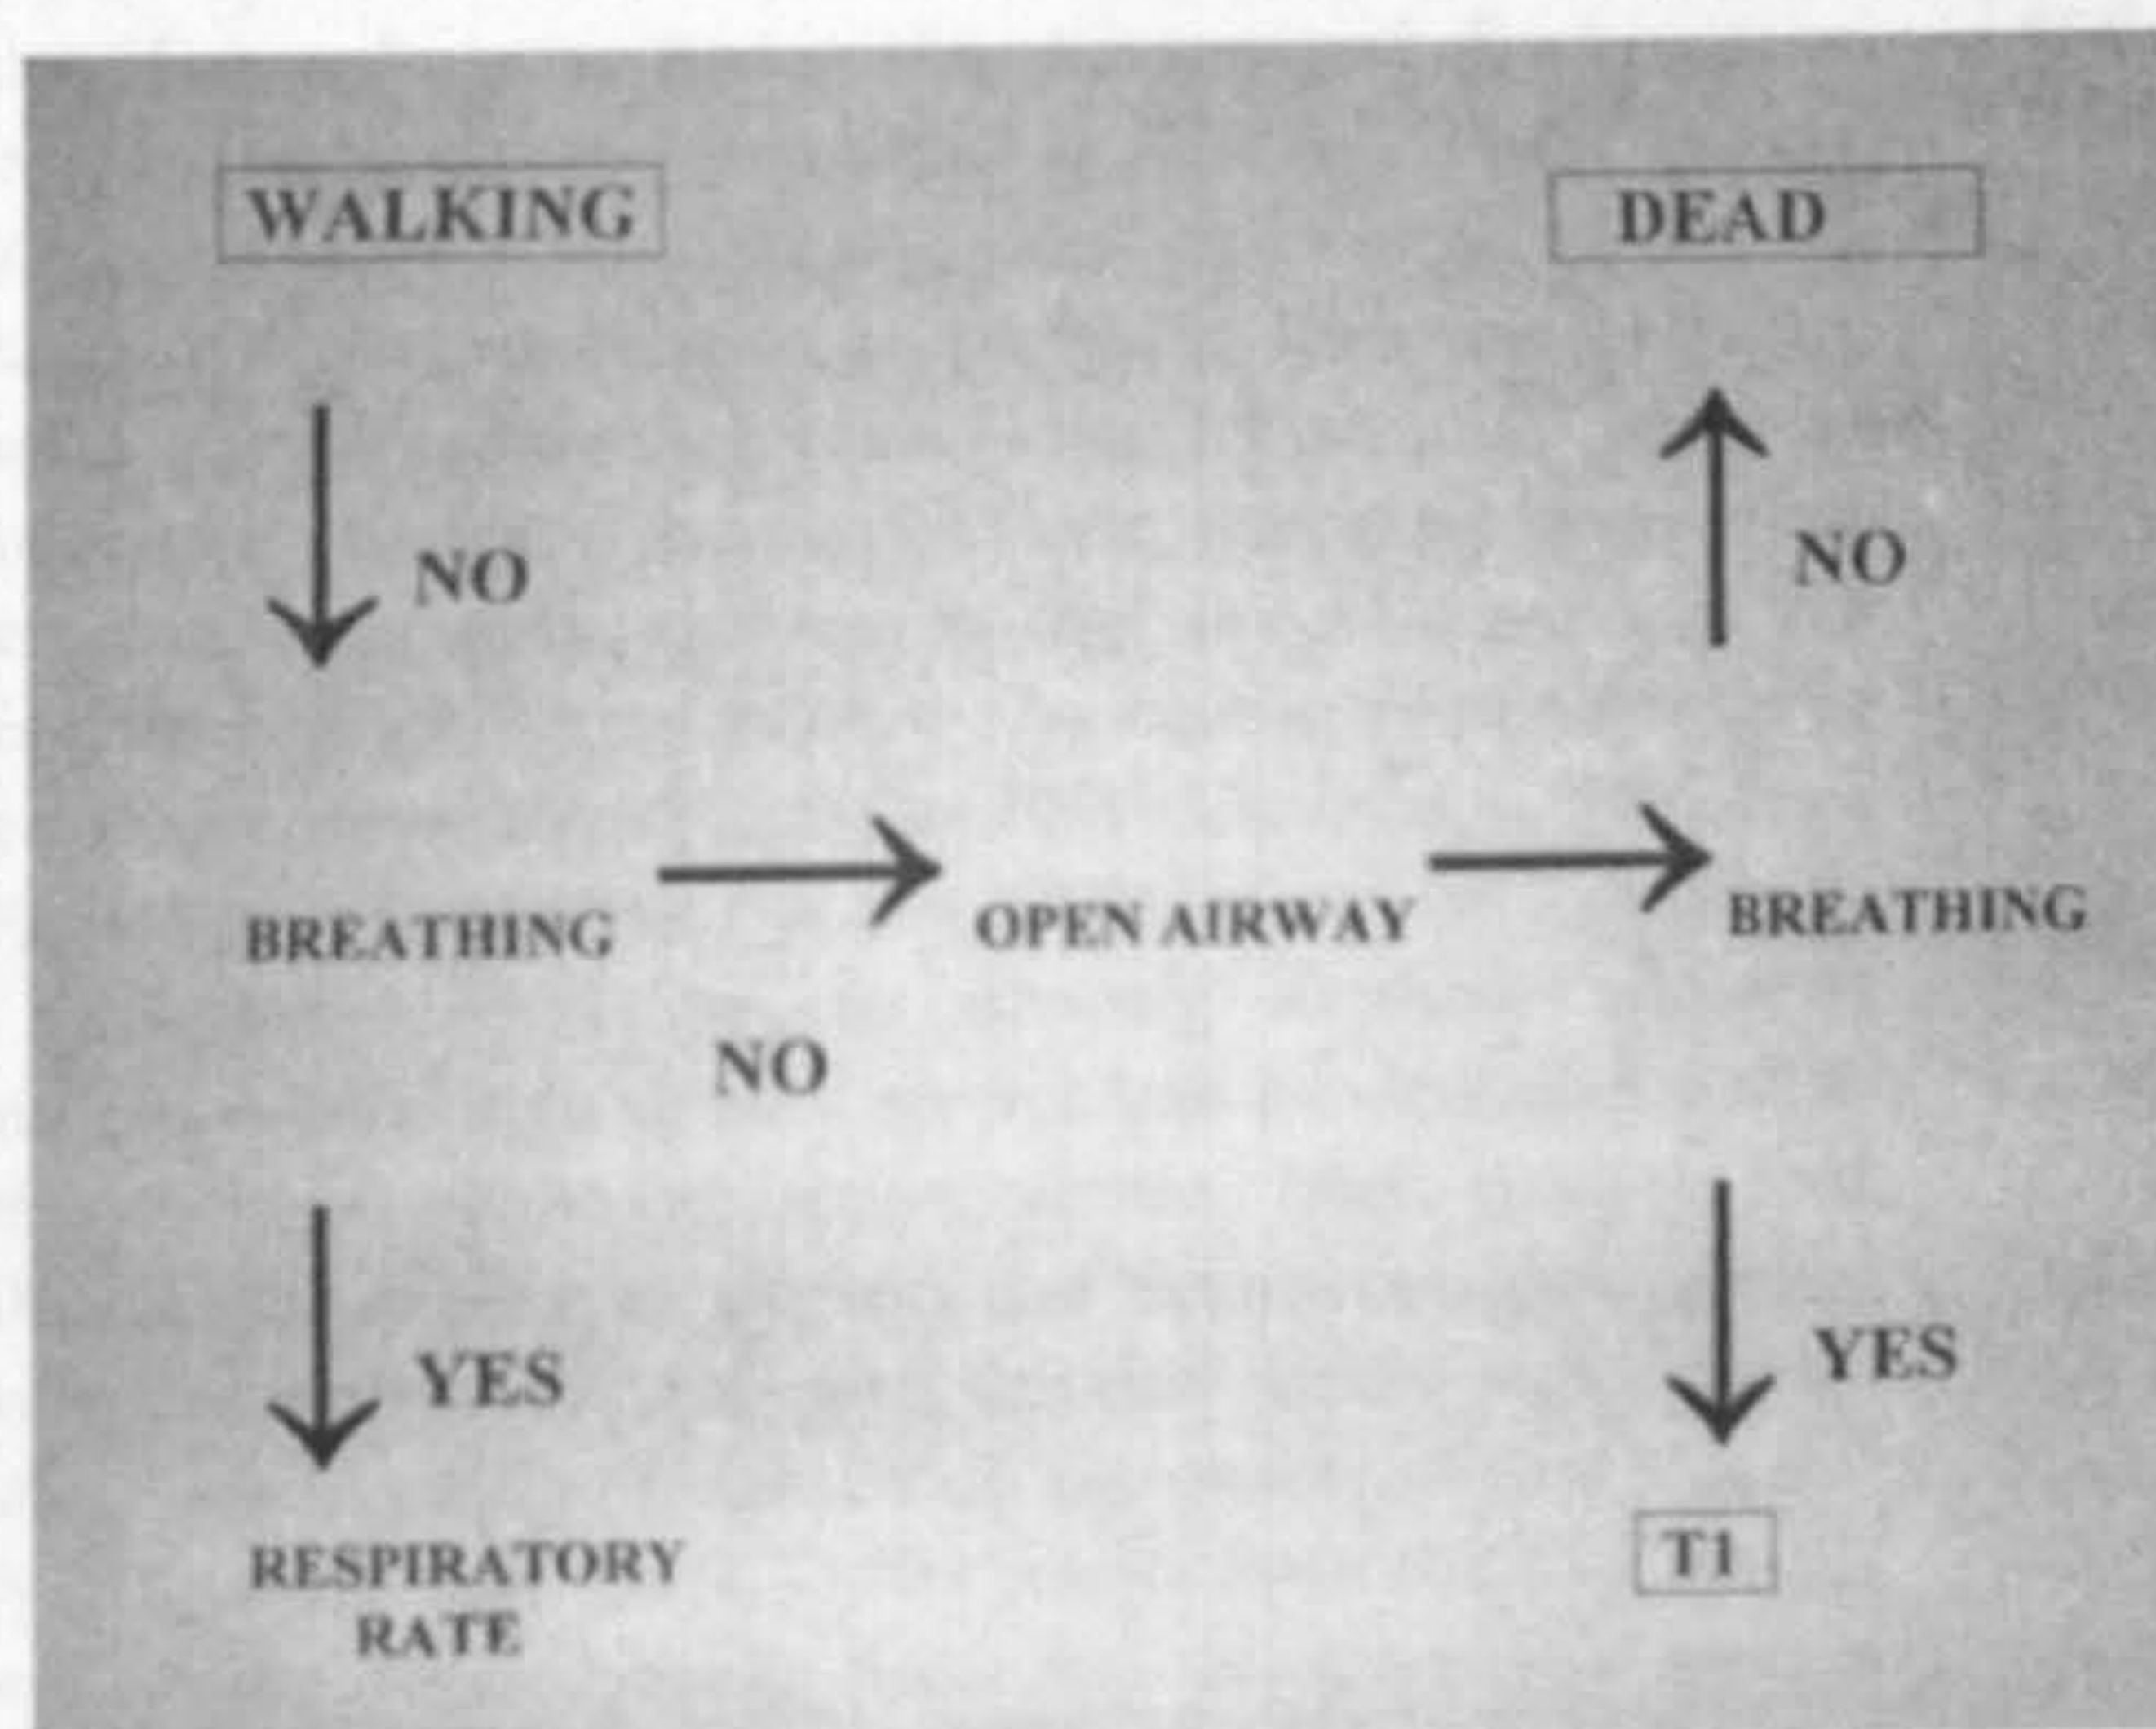 WALKING
DEAD
NO
NO
BREATHING
OPEN AIRWAY
BREATHING
NO
YES
YES
RESPIRATORY
RATE
T1